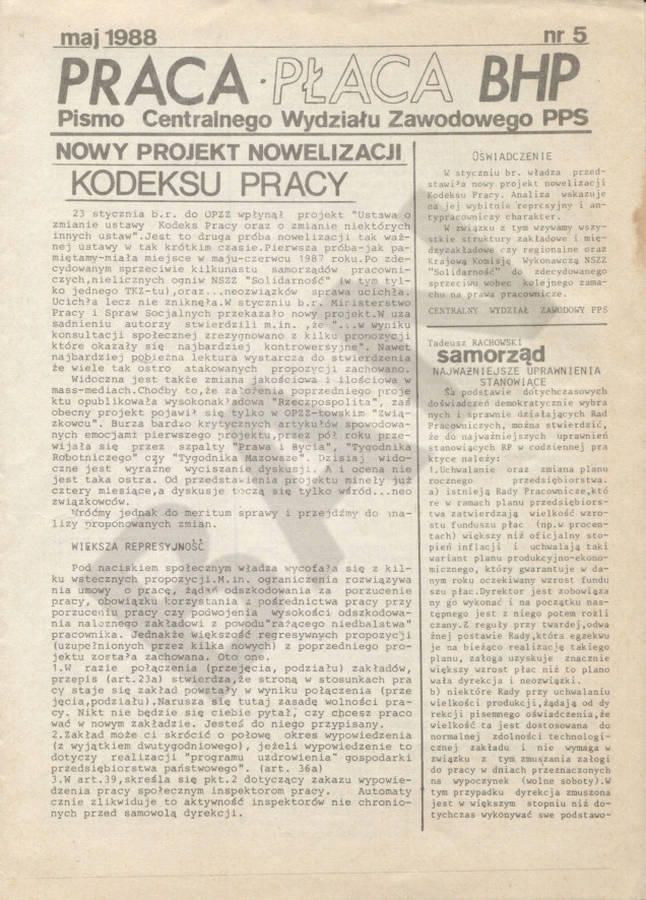 maj 1988
nr 5
PRACA · PŁACA BHP
Pismo Centralnego Wydziału Zawodowego PPS
NOWY PROJEKT NOWELIZACJI
KODEKSU PRACY
23 stycznia b.r. do OPZZ wpłynął projekt "Ustawa o
zmianie ustawy Kodeks Pracy oraz o zmianie niektórych
innych ustaw".Jest to druga próba nowelizacji tak waż-
nej ustawy w tak krótkim czasie.Pierwsza próba-jak pa-
miętamy-miała miejsce w maju-czerwcu 1987 roku.Po zde-
cydowanym sprzeciwie kilkunastu samorządów pracowni-
czych,nielicznych ogniw NSZZ "Solidarność" (w tym tyl-
ko jednego TKZ-tu),oraz...neozwiązków sprawa ucichła.
Ucichła lecz nie zniknęła.W styczniu b.r. Ministerstwo
Pracy i Spraw Socjalnych przekazało nowy projekt.W uza
sadnieniu autorzy stwierdzili m.in. ,że "...w wyniku
konsultacji społecznej zrezygnowano z kilku propozycji
które okazały się najbardziej kontrowersyjne". Nawet
najbardziej pobieżna lektura wystarcza do stwierdzenia
że wiele tak ostro atakowanych propozycji zachowano.
Widoczna jest także zmiana jakościowa i ilościowa w
mass-mediach.Choćby to,że założenia poprzedniego proje
ktu opublikowała wysokonakładowa "Rzeczpospolita", zaś
obecny projekt pojawił się tylko w OPZZ-towskim "Zwią-
zkowcu". Burza bardzo krytycznych artykułów spowodowa-
nych emocjami pierwszego projektu,przez pół roku prze-
wijała się przez szpalty "Prawa i Życia", "Tygodnika
Robotniczego" czy "Tygodnika Mazowsze". Dzisiaj wido-
czne jest wyraźne wyciszanie dyskusji. A i ocena nie
jest taka ostra. Od przedstawienia projektu minęły już
cztery miesiące,a dyskusje toczą się tylko wśród...neo
związkowców.
Wróćmy jednak do meritum sprawy i przejdźmy do ana-
lizy proponowanych zmian.
WIĘKSZA REPRESYJNOŚĆ
Pod naciskiem społecznym władza wycofała się z kil-
ku wstecznych propozycji.M.in. ograniczenia rozwiązywa
nia umowy o pracę, żądań odszkodowania za porzucenie
pracy, obowiązku korzystania z pośrednictwa pracy przy
porzuceniu pracy czy podwojenia wysokości odszkodowa-
nia należnego zakładowi z powodu"rażącego niedbalstwa"
pracownika. Jednakże większość regresywnych propozycji
(uzupełnionych przez kilka nowych) z poprzedniego pro-
jektu została zachowana. Oto one.
1.W razie połączenia (przejęcia, podziału) zakładów,
przepis (art.23a) stwierdza,że stroną w stosunkach pra
cy staje się zakład powstały w wyniku połączenia (prze
jęcia,podziału).Narusza się tutaj zasadę wolności pra-
cy. Nikt nie będzie się ciebie pytał, czy chcesz praco
wać w nowym zakładzie. Jesteś do niego przypisany.
2.Zakład może ci skrócić o połowę okres wypowiedzenia
(z wyjątkiem dwutygodniowego), jeżeli wypowiedzenie to
dotyczy realizacji "programu uzdrowienia" gospodarki
przedsiębiorstwa państwowego". (art. 36a)
3.W art.39,skreśla się pkt.2 dotyczący zakazu wypowie-
dzenia pracy społecznym inspektorom pracy. Automaty
cznie zlikwiduje to aktywność inspektorów nie chronio-
nych przed samowolą dyrekcji.
OŚWIADCZENIE
W styczniu br. władza przed-
stawiła nowy projekt nowelizacji
Kodeksu Pracy. Analiza wskazuje
na jej wybitnie represyjny i an-
typracowniczy charakter.
W związku z tym wzywamy wszy-
stkie struktury zakładowe i mię-
dzyzakładowe czy regionalne oraz
Krajową Komisję Wykonawczą NSZZ
"Solidarność" do zdecydowanego
sprzeciwu wobec kolejnego zama-
chu na prawa pracownicze.
CENTRALNY WYDZIAŁ ZAWODOWY PPS
Tadeusz RACHOWSKI
samorząd
NAJWAŻNIEJSZE UPRAWNIENIA
STANOWIĄCE
Na podstawie dotychczasowych
doświadczeń demokratycznie wybra
nych i sprawnie działających Rad
Pracowniczych, można stwierdzić,
że do najważniejszych uprawnień
stanowiących RP w codziennej pra
ktyce należy:
1.Uchwalanie oraz zmiana planu
rocznego przedsiębiorstwa.
a) istnieją Rady Pracownicze,któ
re w ramach planu przedsiębiors-
twa zatwierdzają wielkość wzro-
stu funduszu płac (np.w procen-
tach) większy niż oficjalny sto-
pień inflacji i uchwalają taki
wariant planu produkcyjno-ekono-
micznego, który gwarantuje w da-
nym roku oczekiwany wzrost fundu
szu płac.Dyrektor jest zobowiąza
ny go wykonać i na początku nas-
tępnego jest z niego potem rozli
czany.Z reguły przy twardej,odwa
żnej postawie Rady,która egzekwu
je na bieżąco realizację takiego
planu, załoga uzyskuje znacznie
większy wzrost płac niż to plano
wała dyrekcja i neozwiązki.
b) niektóre Rady przy uchwalaniu
wielkości produkcji,żądają od dy
rekcji pisemnego oświadczenia,że
wielkość ta jest dostosowana do
normalnej zdolności technologi-
cznej zakładu i nie wymaga w
związku z tym zmuszania załogi
do pracy w dniach przeznaczonych
na wypoczynek (wolne soboty).W
tym przypadku dyrekcja zmuszona
jest w większym stopniu niż do-
tychczas wykonywać swe podstawo-